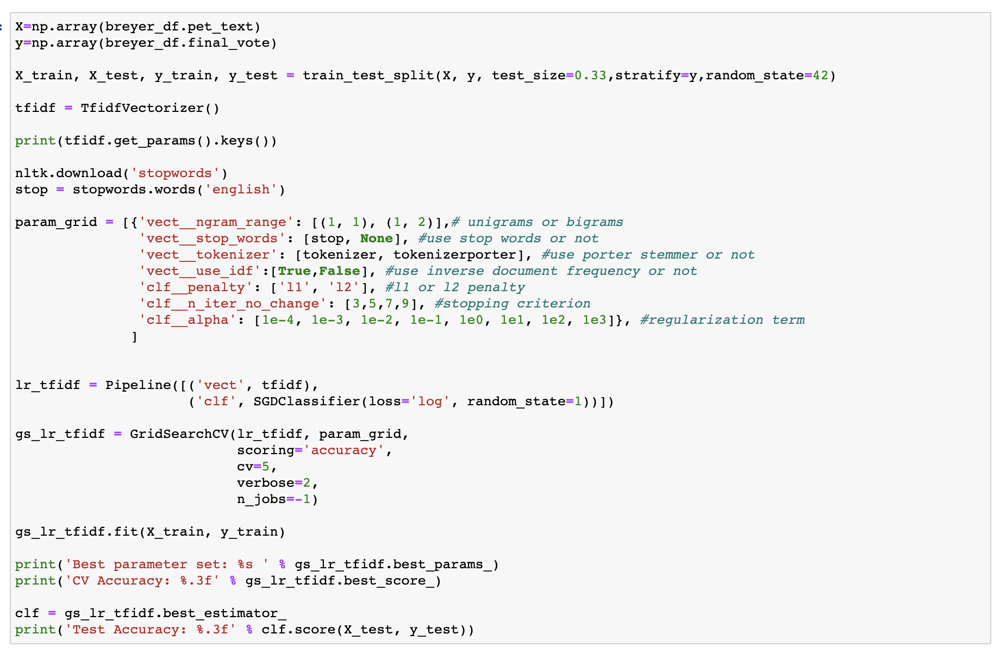 :
X=np.array(breyer_df.pet_text)
y=np.array(breyer_df.final_vote)
X_train, X_test, y_train, y_test = train_test_split(X, y, test_size=0.33,stratify=y,random_state=42)
tfidf = TfidfVectorizer()
print(tfidf.get_params().keys())
nltk.download('stopwords')
stop = stopwords.words('english')
param_grid = [{'vect__ngram_range': [(1, 1), (1, 2)],# unigrams or bigrams
'vect__stop_words': [stop, None], #use stop words or not
'vect__tokenizer': [tokenizer, tokenizerporter], #use porter stemmer or not
'vect__use_idf':[True,False], #use inverse document frequency or not
'clf__penalty': ['l1', 'l2'], #l1 or l2 penalty
'clf__n_iter_no_change': [3,5,7,9], #stopping criterion
'clf__alpha': [1e-4, 1e-3, 1e-2, 1e-1, 1e0, 1e1, 1e2, 1e3]}, #regularization term
]
lr_tfidf = Pipeline([('vect', tfidf),
('clf', SGDClassifier(loss='log', random_state=1))])
gs_lr_tfidf = GridSearchCV(lr_tfidf, param_grid,
scoring='accuracy',
cv=5,
verbose=2,
n_jobs=-1)
gs_lr_tfidf.fit(X_train, y_train)
print('Best parameter set: %s ' % gs_lr_tfidf.best_params_)
print('CV Accuracy: %.3f' % gs_lr_tfidf.best_score_)
clf = gs_lr_tfidf.best_estimator_
print('Test Accuracy: %.3f' % clf.score(X_test, y_test))